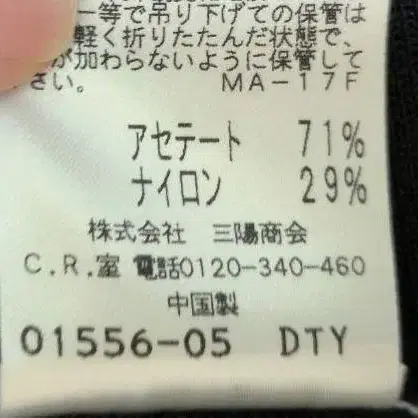 ー等で吊り下げての保管は
軽く折りたたんだ状態で、
が加わらないように保管して
さい。 MA-17F
アセテート 71%
ナイロン 29%
株式会社 三陽商会
C.R.室 電話0120-340-460
中国製
01556-05 DTY